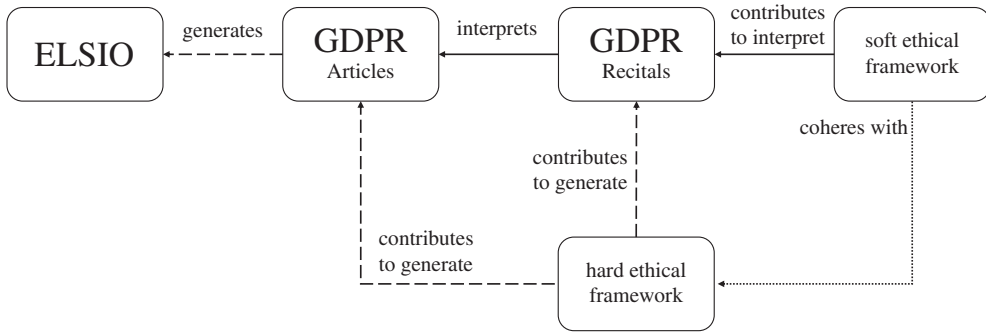 ELSIO
generates
GDPR
Articles
interprets
GDPR
Recitals
contributes
to interpret
soft ethical
framework
coheres with
contributes
to generate
contributes
to generate
hard ethical
framework